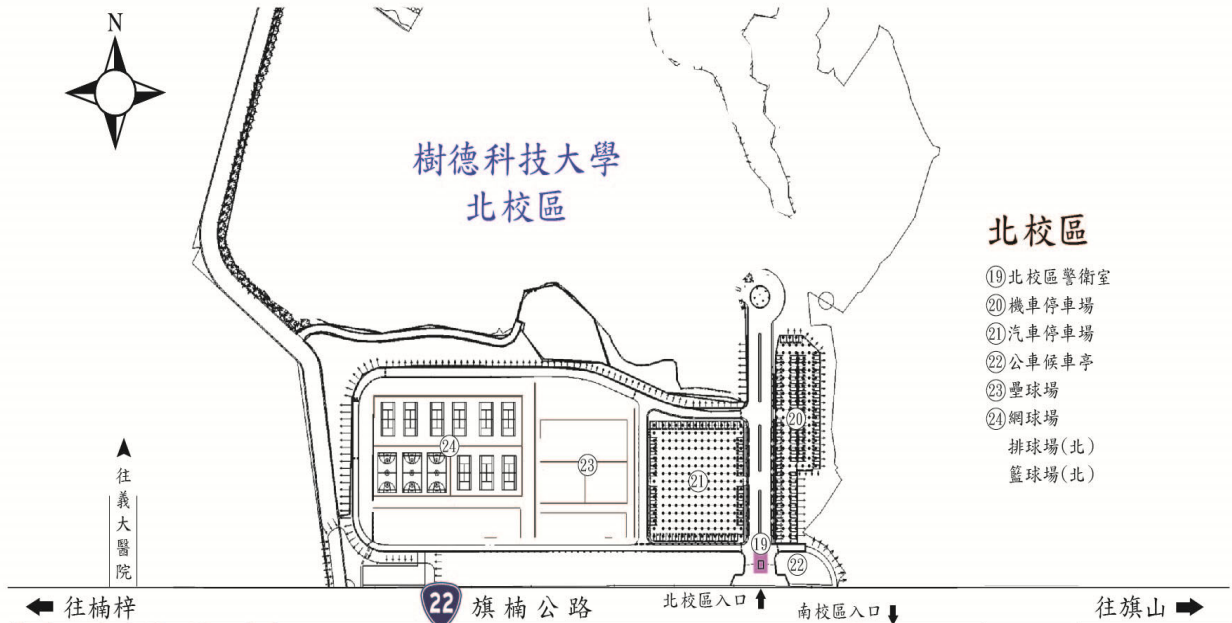 N
樹德科技大學
北校區
北校區
⑲北校區警衛室
⑳機車停車場
㉑汽車停車場
㉒公車候車亭
㉓壘球場
㉔網球場
排球場(北)
籃球場(北)
⑳
㉔
㉓
㉑
⑲
㉒
往義大醫院
往楠梓
22
旗楠公路
北校區入口
南校區入口
往旗山